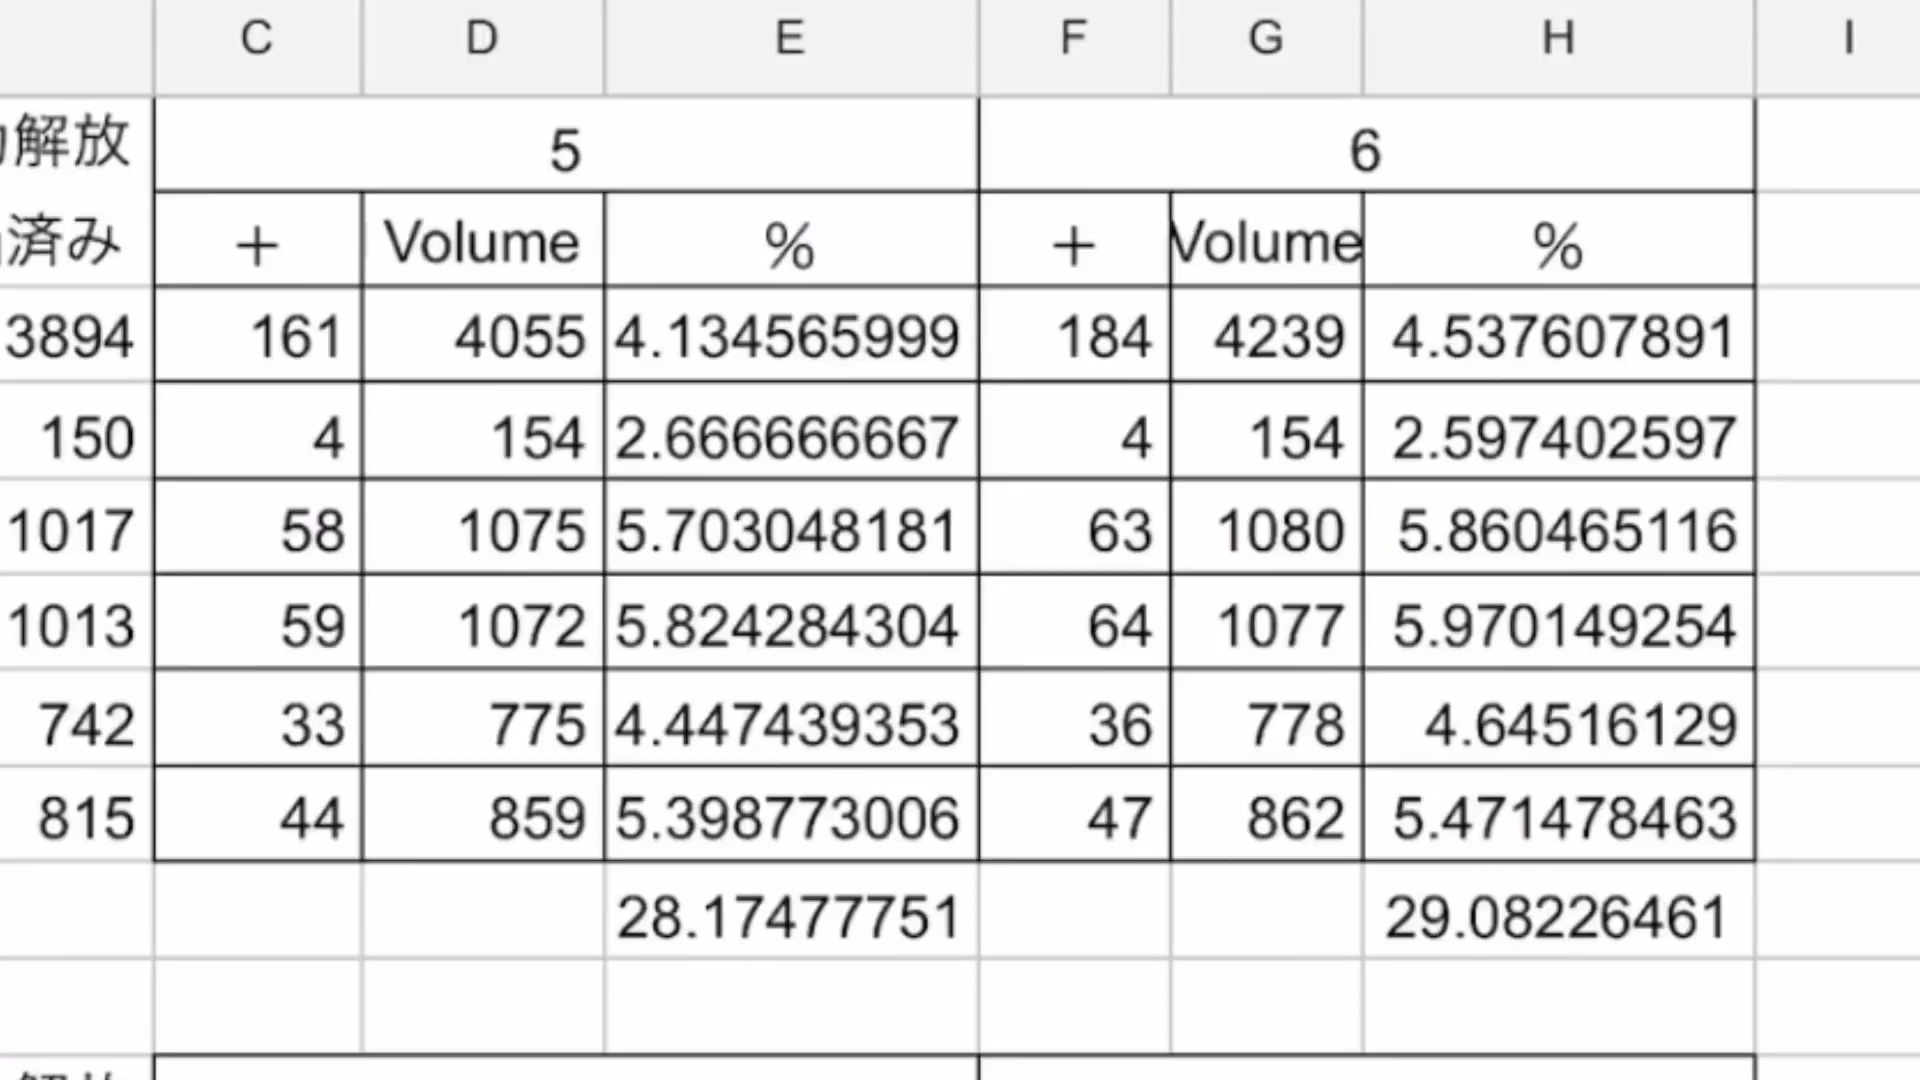 C D E F G H I
解放 5 6
済み + Volume % + Volume %
3894 161 4055 4.134565999 184 4239 4.537607891
150 4 154 2.666666667 4 154 2.597402597
1017 58 1075 5.703048181 63 1080 5.860465116
1013 59 1072 5.824284304 64 1077 5.970149254
742 33 775 4.447439353 36 778 4.64516129
815 44 859 5.398773006 47 862 5.471478463
28.17477751 29.08226461